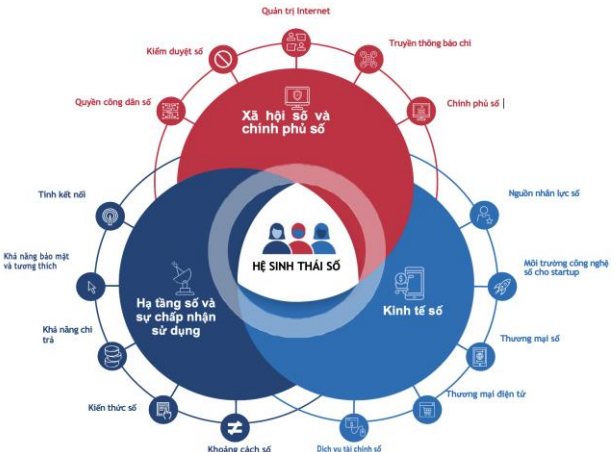 Quản trị Internet
Kiểm duyệt số
Truyền thông báo chí
Quyền công dân số
Chính phủ số
Xã hội số và
chính phủ số
Tính kết nối
Nguồn nhân lực số
Khả năng bảo mật
và tương thích
HỆ SINH THÁI SỐ
Môi trường công nghệ
số cho startup
Hạ tầng số và
sự chấp nhận
sử dụng
Kinh tế số
Khả năng chi
trả
Thương mại số
Kiến thức số
Thương mại điện tử
Khoảng cách số
Dịch vụ tài chính số